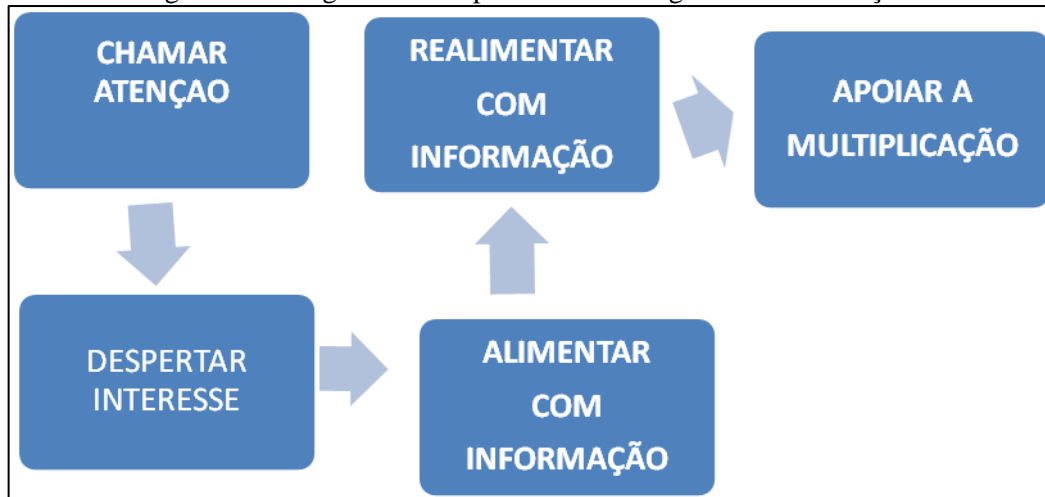 CHAMAR
ATENÇAO
DESPERTAR
INTERESSE
ALIMENTAR
COM
INFORMAÇÃO
REALIMENTAR
COM
INFORMAÇÃO
APOIAR A
MULTIPLICAÇÃO